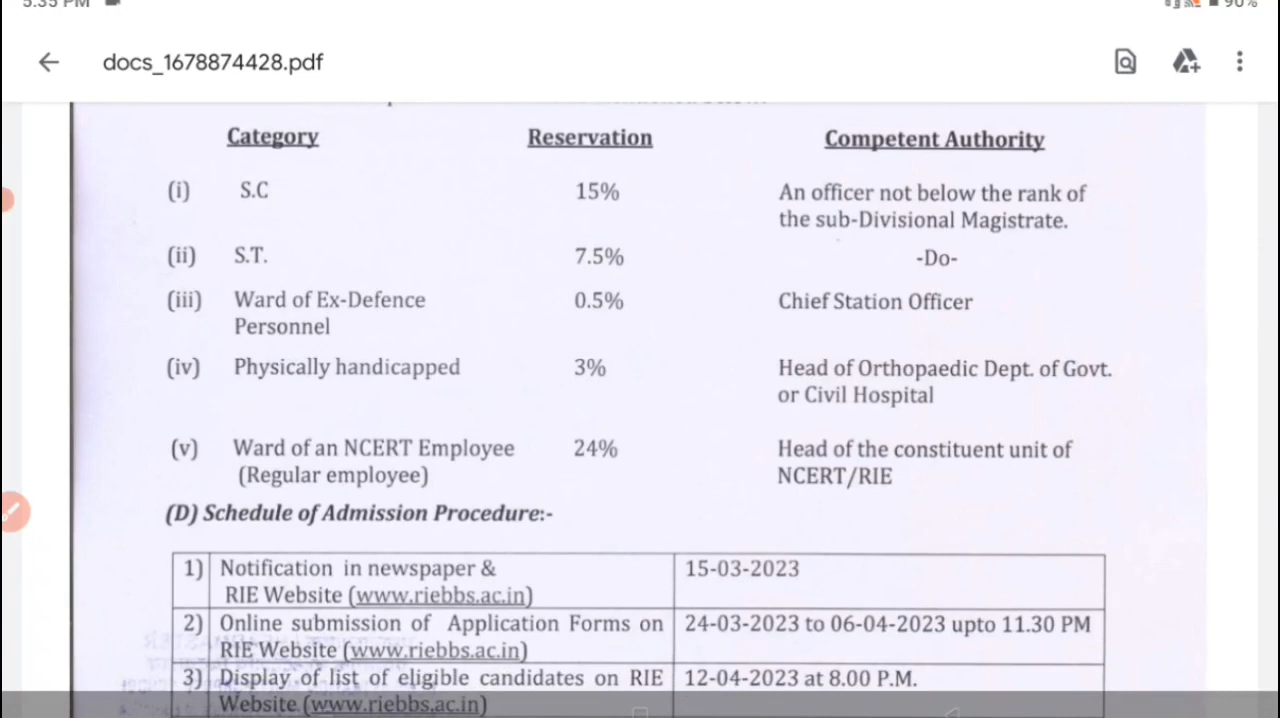 5:35 PM
90%
docs_1678874428.pdf
Category Reservation Competent Authority
(i) S.C 15% An officer not below the rank of
the sub-Divisional Magistrate.
(ii) S.T. 7.5% -Do-
(iii) Ward of Ex-Defence 0.5% Chief Station Officer
Personnel
(iv) Physically handicapped 3% Head of Orthopaedic Dept. of Govt.
or Civil Hospital
(v) Ward of an NCERT Employee 24% Head of the constituent unit of
(Regular employee) NCERT/RIE
(D) Schedule of Admission Procedure:-
1) Notification in newspaper & 15-03-2023
RIE Website (www.riebbs.ac.in)
2) Online submission of Application Forms on 24-03-2023 to 06-04-2023 upto 11.30 PM
RIE Website (www.riebbs.ac.in)
3) Display of list of eligible candidates on RIE 12-04-2023 at 8.00 P.M.
Website (www.riebbs.ac.in)